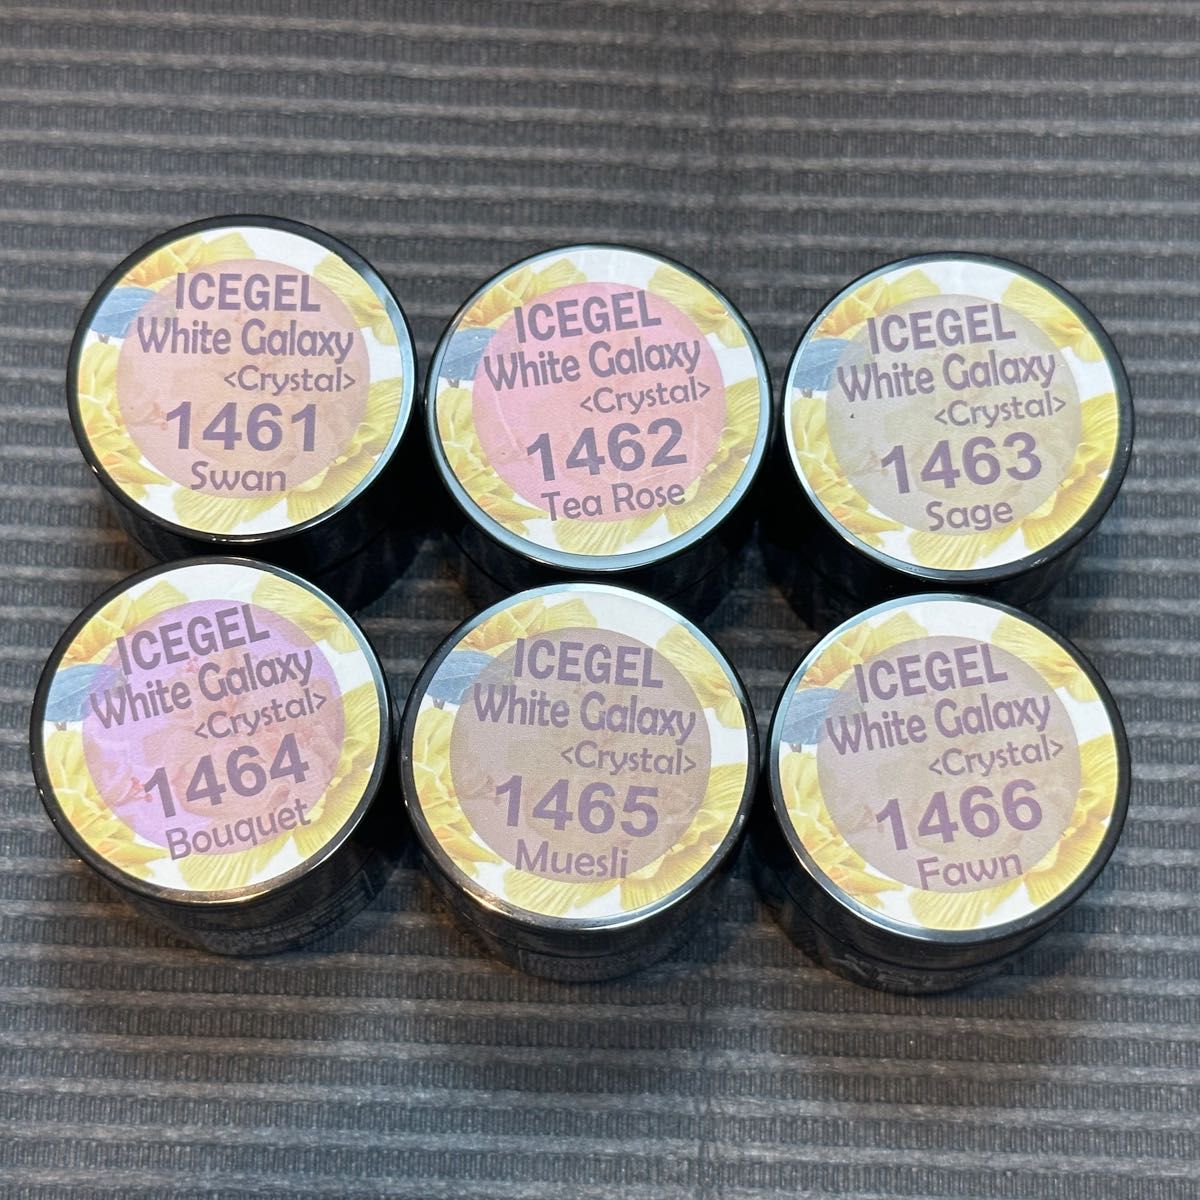 ICEGEL
White Galaxy
<Crystal>
1461
Swan
ICEGEL
White Galaxy
<Crystal>
1462
Tea Rose
ICEGEL
White Galaxy
<Crystal>
1463
Sage
ICEGEL
White Galaxy
<Crystal>
1464
Bouquet
ICEGEL
White Galaxy
<Crystal>
1465
Muesli
ICEGEL
White Galaxy
<Crystal>
1466
Fawn